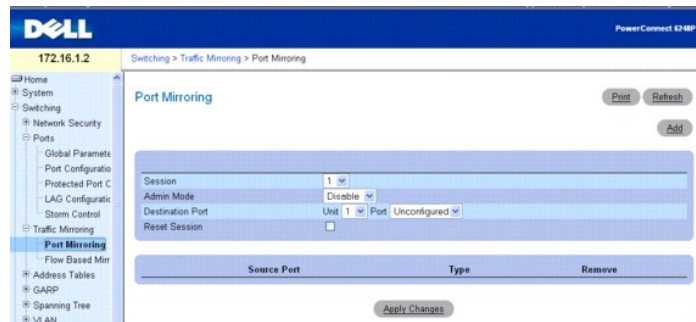 DELL
PowerConnect 6248P
172.16.1.2
Switching > Traffic Mirroring > Port Mirroring
Home
System
Switching
Network Security
Ports
Global Paramete
Port Configuratio
Protected Port C
LAG Configuratic
Storm Control
Traffic Mirroring
Port Mirroring
Flow Based Mirr
Address Tables
GARP
Spanning Tree
VLAN
Port Mirroring
Print Refresh
Add
Session 1
Admin Mode Disable
Destination Port Unit 1 Port Unconfigured
Reset Session
Source Port Type Remove
Apply Changes